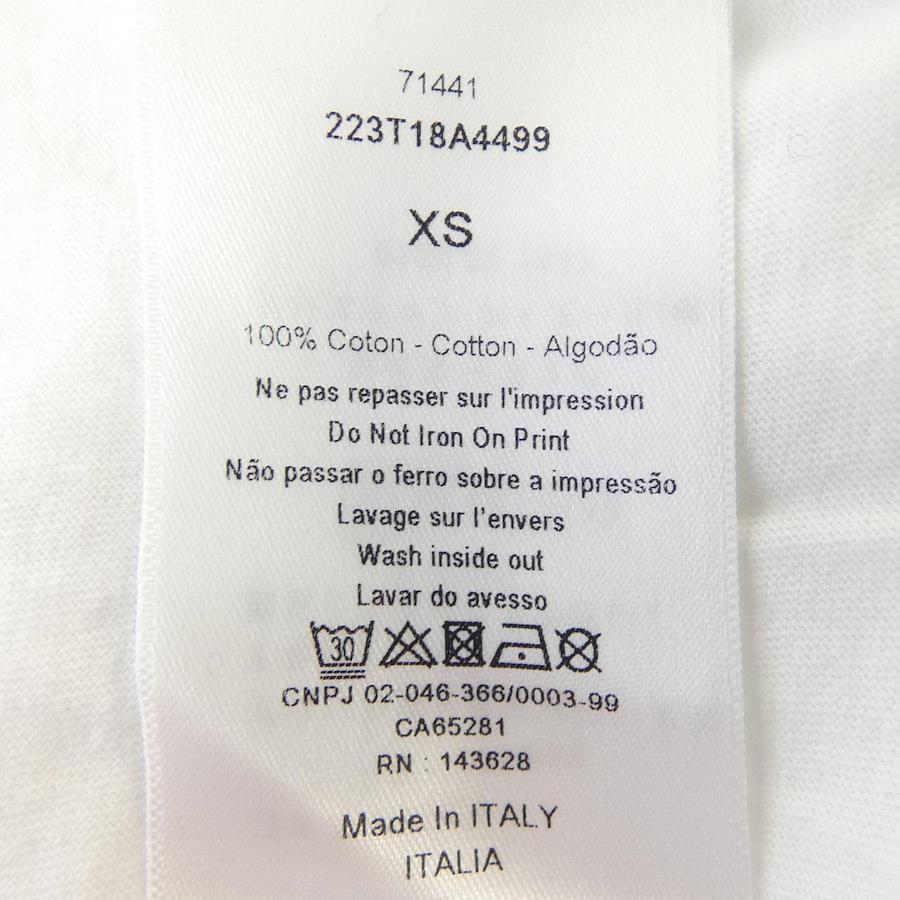 71441
223T18A4499
XS
100% Coton - Cotton - Algodão
Ne pas repasser sur l'impression
Do Not Iron On Print
Não passar o ferro sobre a impressão
Lavage sur l'envers
Wash inside out
Lavar do avesso
30
CNPJ 02-046-366/0003-99
CA65281
RN : 143628
Made In ITALY
ITALIA